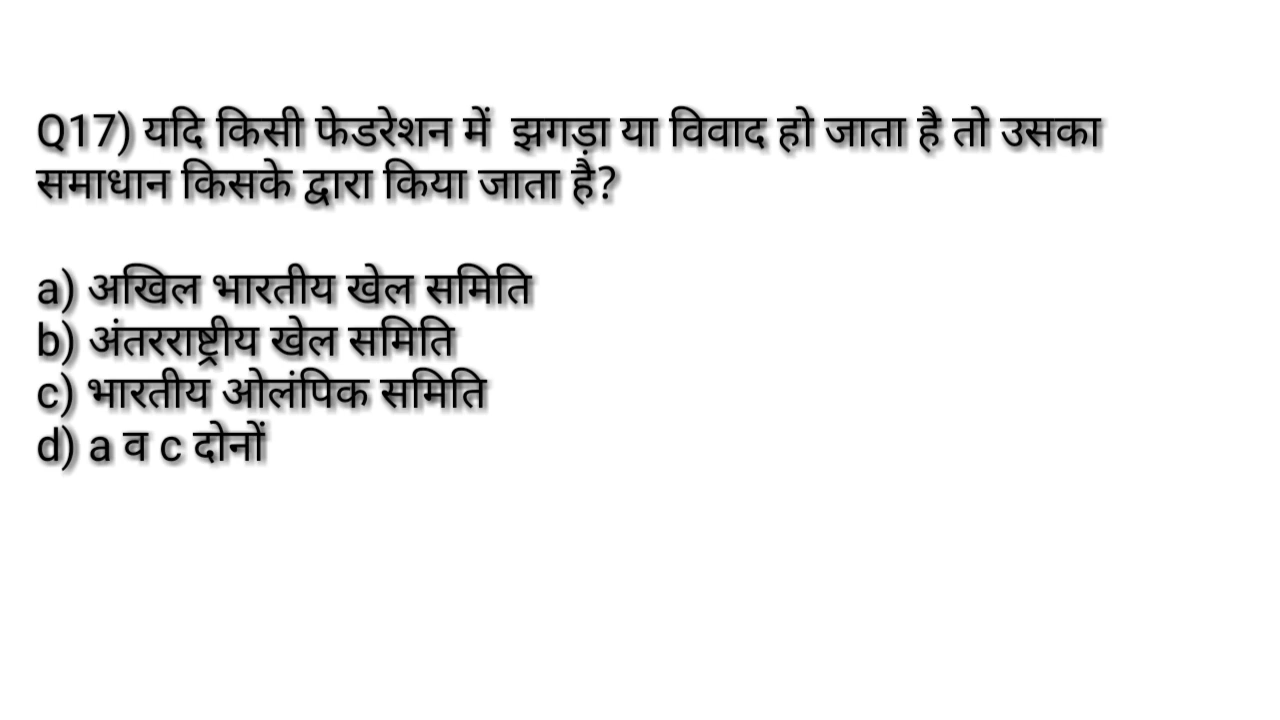 Q17) यदि किसी फेडरेशन में  झगड़ा या विवाद हो जाता है तो उसका
समाधान किसके द्वारा किया जाता है?
a) अखिल भारतीय खेल समिति
b) अंतरराष्ट्रीय खेल समिति
c) भारतीय ओलंपिक समिति
d) a व c दोनों